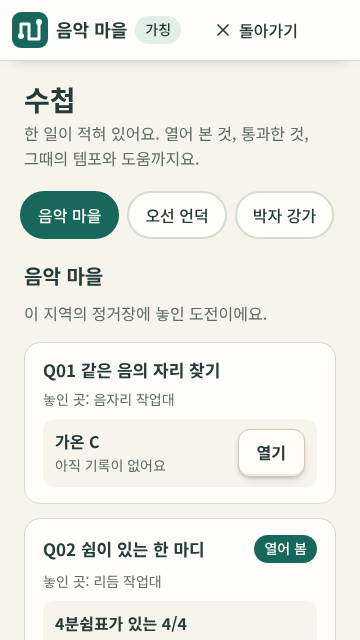 음악 마을 가칭 돌아가기
수첩
한 일이 적혀 있어요. 열어 본 것, 통과한 것,
그때의 템포와 도움까지요.
음악 마을 오선 언덕 박자 강가
음악 마을
이 지역의 정거장에 놓인 도전이에요.
Q01 같은 음의 자리 찾기
놓인 곳: 음자리 작업대
가온 C
아직 기록이 없어요
열기
Q02 쉼이 있는 한 마디 열어 봄
놓인 곳: 리듬 작업대
4분쉼표가 있는 4/4